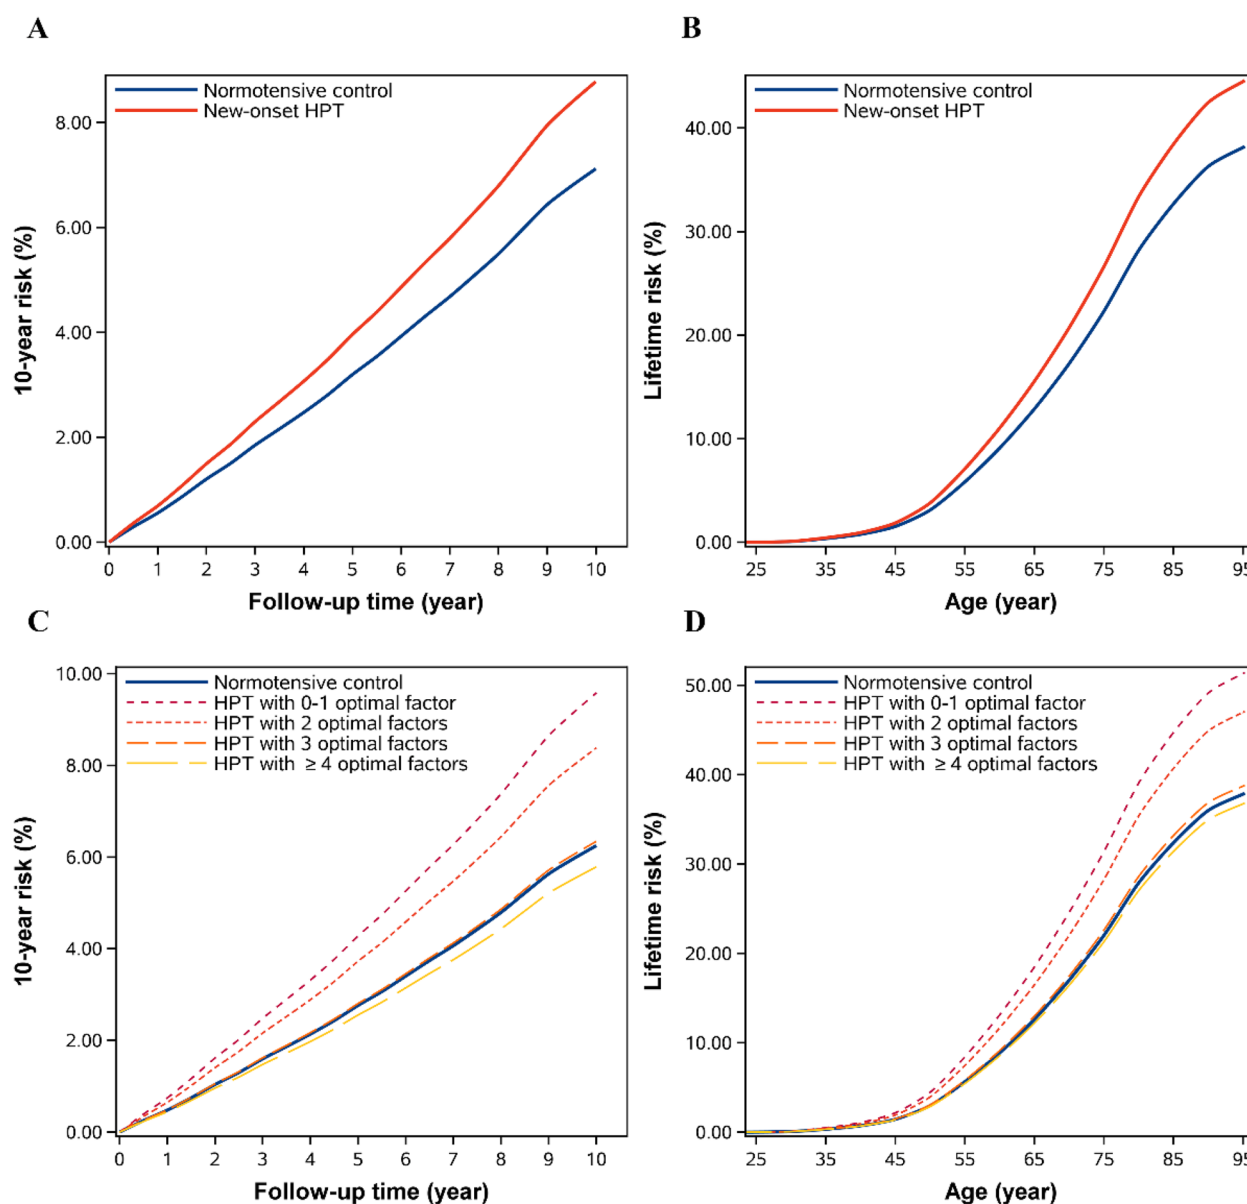 A
Normotensive control
New-onset HPT
8.00
6.00
4.00
2.00
0.00
10-year risk (%)
0 1 2 3 4 5 6 7 8 9 10
Follow-up time (year)
B
Normotensive control
New-onset HPT
40.00
30.00
20.00
10.00
0.00
Lifetime risk (%)
25 35 45 55 65 75 85 95
Age (year)
C
Normotensive control
HPT with 0-1 optimal factor
HPT with 2 optimal factors
HPT with 3 optimal factors
HPT with ≥4 optimal factors
10.00
8.00
6.00
4.00
2.00
0.00
10-year risk (%)
0 1 2 3 4 5 6 7 8 9 10
Follow-up time (year)
D
Normotensive control
HPT with 0-1 optimal factor
HPT with 2 optimal factors
HPT with 3 optimal factors
HPT with ≥4 optimal factors
50.00
40.00
30.00
20.00
10.00
0.00
Lifetime risk (%)
25 35 45 55 65 75 85 95
Age (year)